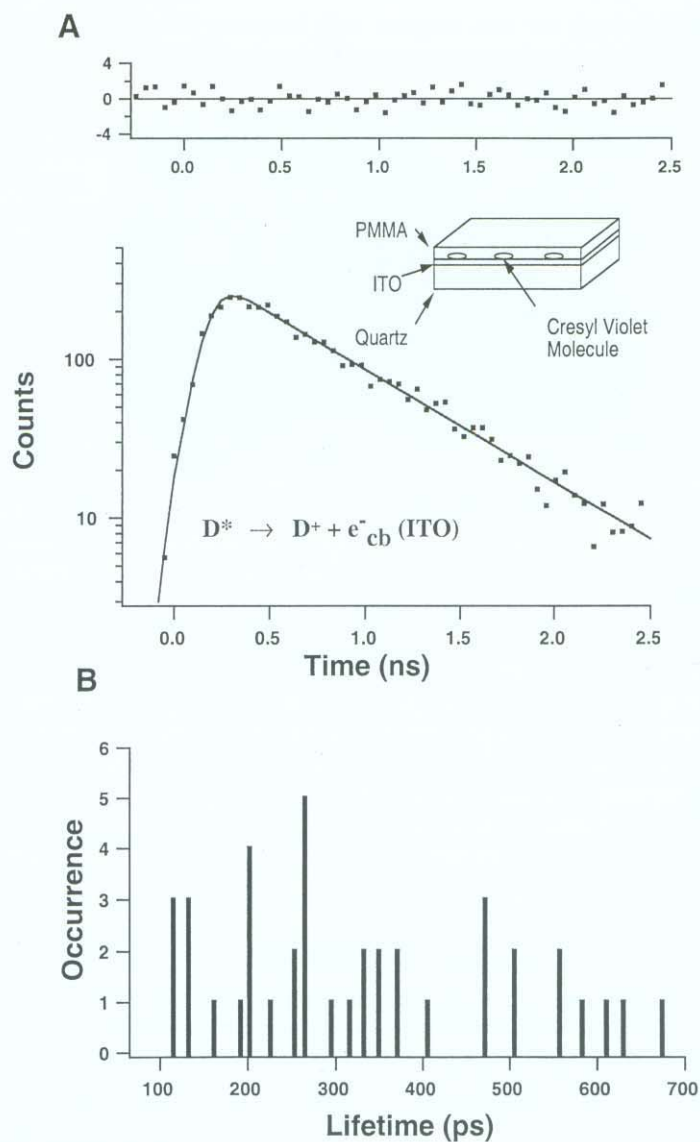 A
4
0
-4
0.0 0.5 1.0 1.5 2.0 2.5
PMMA
ITO
Quartz
Cresyl Violet
Molecule
100
10
Counts
D* → D+ + e-cb (ITO)
0.0 0.5 1.0 1.5 2.0 2.5
Time (ns)
B
6
5
4
3
2
1
0
Occurrence
100 200 300 400 500 600 700
Lifetime (ps)